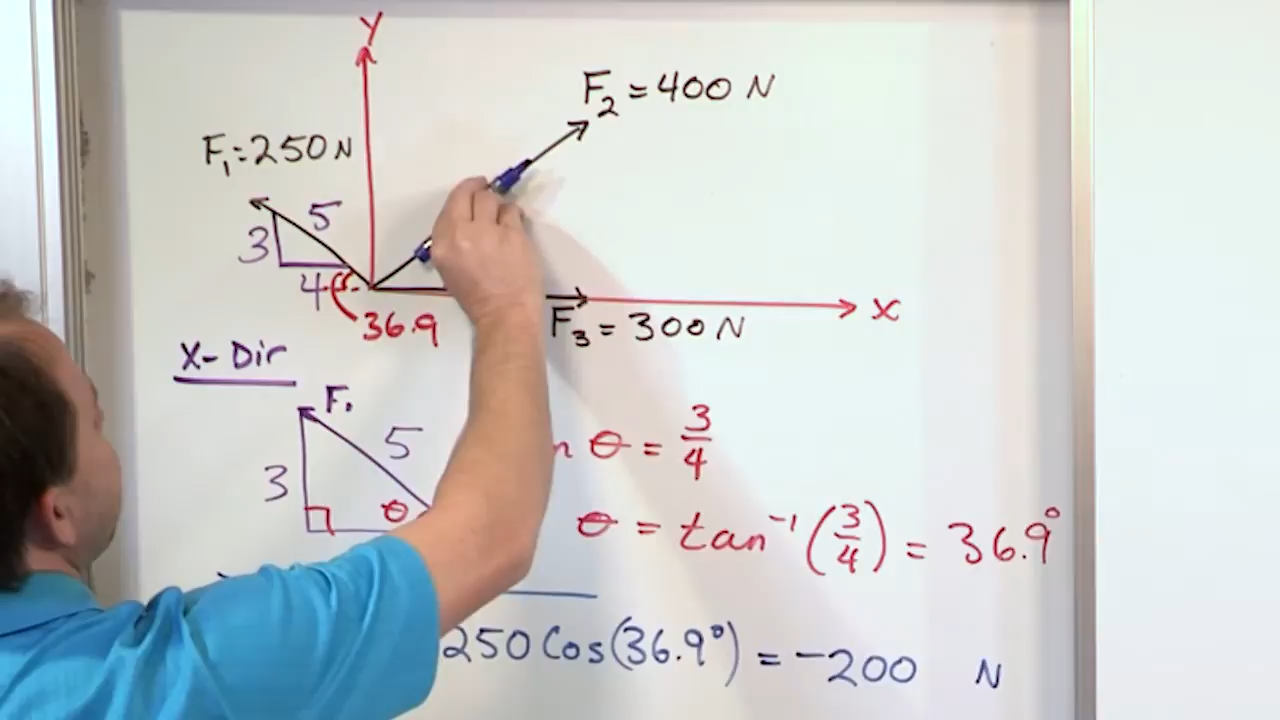 Y
F₂ = 400 N
F₁ = 250 N
5
3
4
36.9
X
F₃ = 300 N
X-Dir
F₁
5
3
θ
θ = 3/4
θ = tan⁻¹(3/4) = 36.9°
250 Cos(36.9°) = -200 N